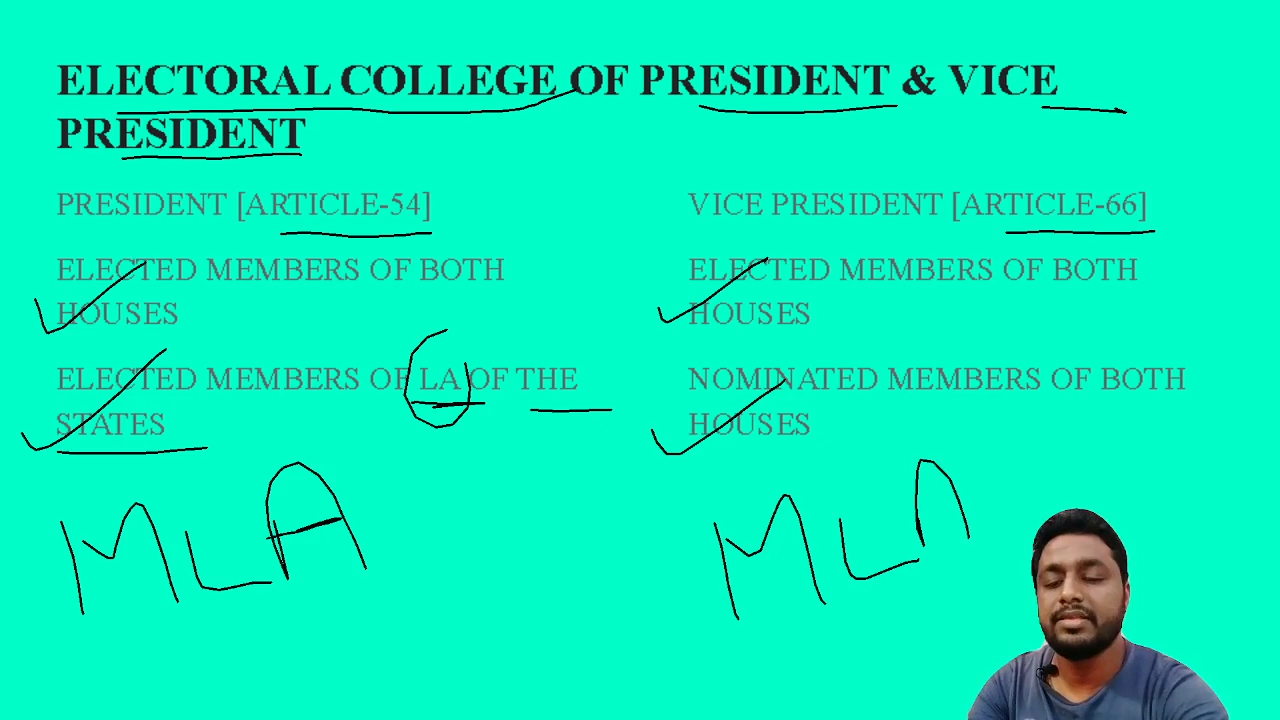 ELECTORAL COLLEGE OF PRESIDENT & VICE
PRESIDENT
PRESIDENT [ARTICLE-54]
ELECTED MEMBERS OF BOTH
HOUSES
ELECTED MEMBERS OF LA OF THE
STATES
MLA
VICE PRESIDENT [ARTICLE-66]
ELECTED MEMBERS OF BOTH
HOUSES
NOMINATED MEMBERS OF BOTH
HOUSES
MLA